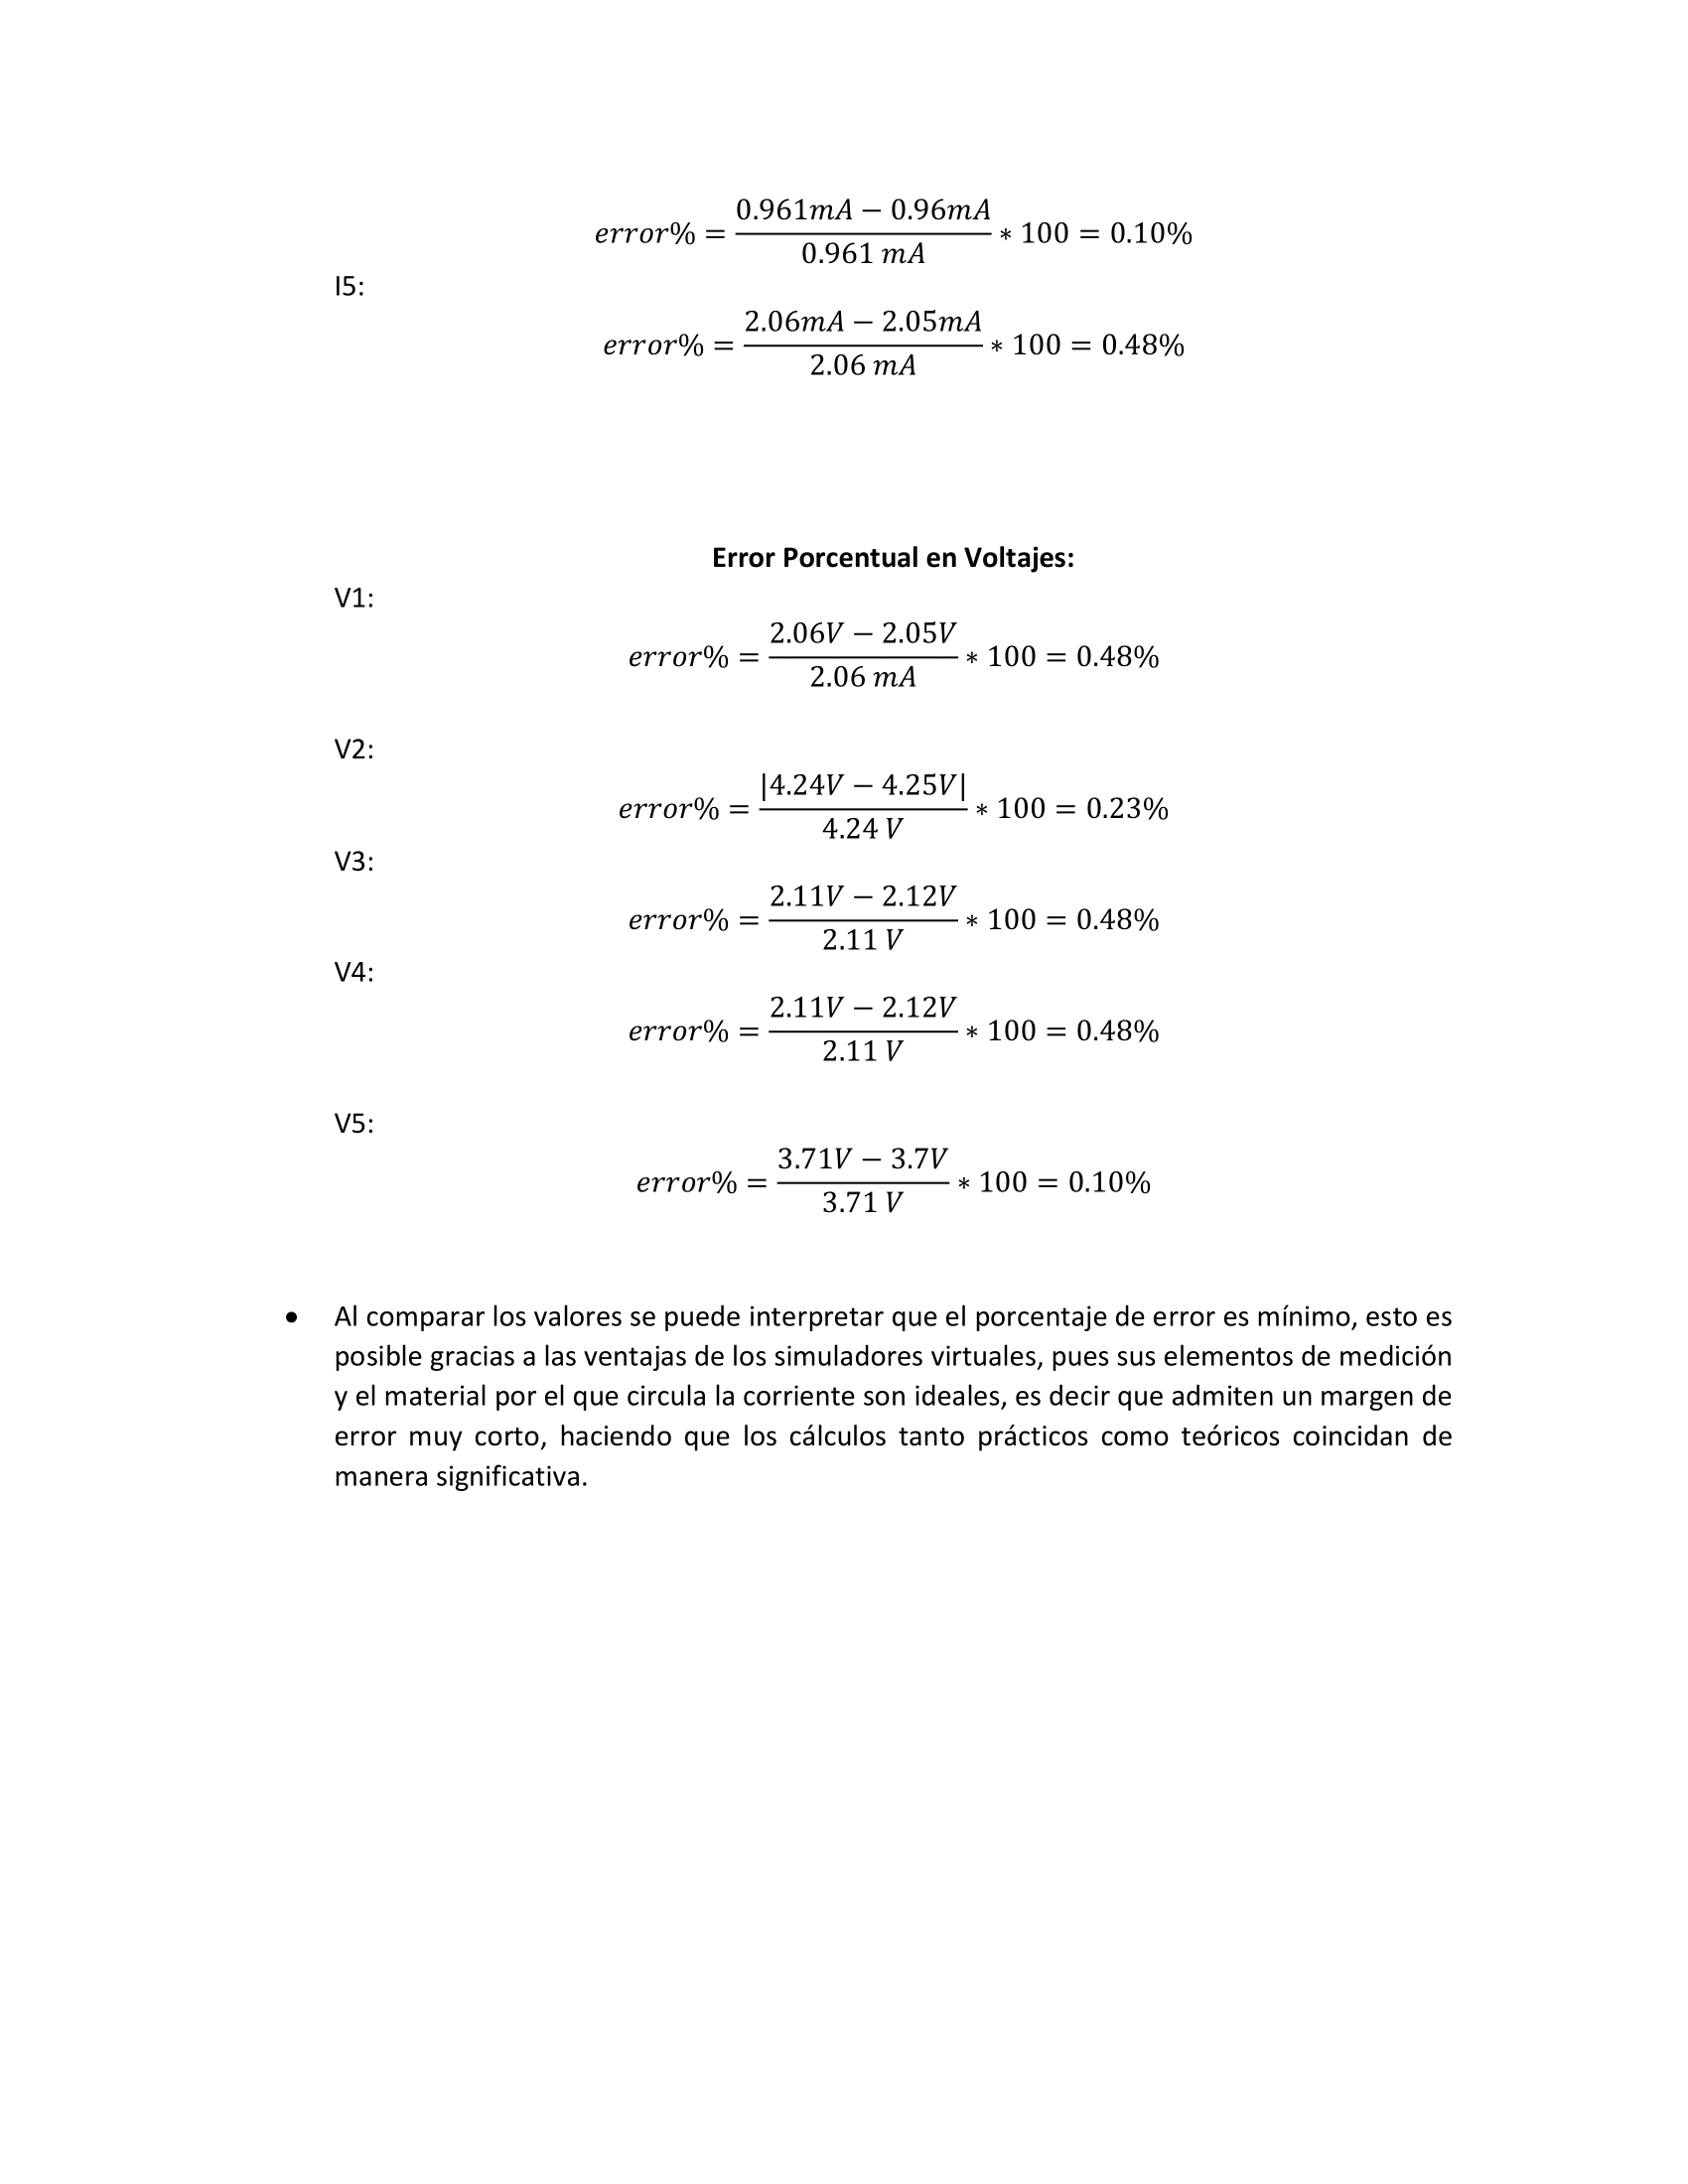 error% = (0.961mA − 0.96mA)/(0.961 mA) ∗ 100 = 0.10%
I5:
error% = (2.06mA − 2.05mA)/(2.06 mA) ∗ 100 = 0.48%
Error Porcentual en Voltajes:
V1:
error% = (2.06V − 2.05V)/(2.06 mA) ∗ 100 = 0.48%
V2:
error% = |4.24V − 4.25V|/(4.24 V) ∗ 100 = 0.23%
V3:
error% = (2.11V − 2.12V)/(2.11 V) ∗ 100 = 0.48%
V4:
error% = (2.11V − 2.12V)/(2.11 V) ∗ 100 = 0.48%
V5:
error% = (3.71V − 3.7V)/(3.71 V) ∗ 100 = 0.10%
• Al comparar los valores se puede interpretar que el porcentaje de error es mínimo, esto es
posible gracias a las ventajas de los simuladores virtuales, pues sus elementos de medición
y el material por el que circula la corriente son ideales, es decir que admiten un margen de
error muy corto, haciendo que los cálculos tanto prácticos como teóricos coincidan de
manera significativa.